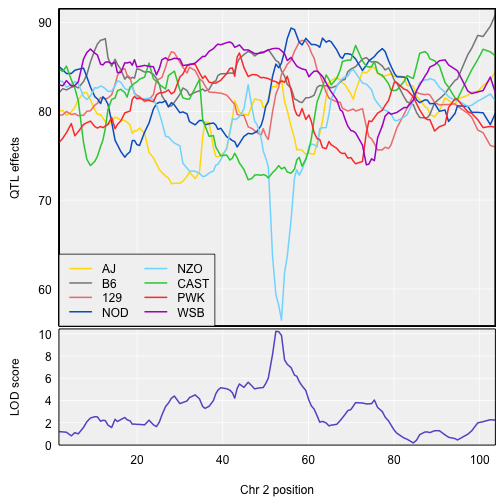 90
80
70
60
QTL effects
AJ
B6
129
NOD
NZO
CAST
PWK
WSB
10
8
6
4
2
0
LOD score
20 40 60 80 100
Chr 2 position